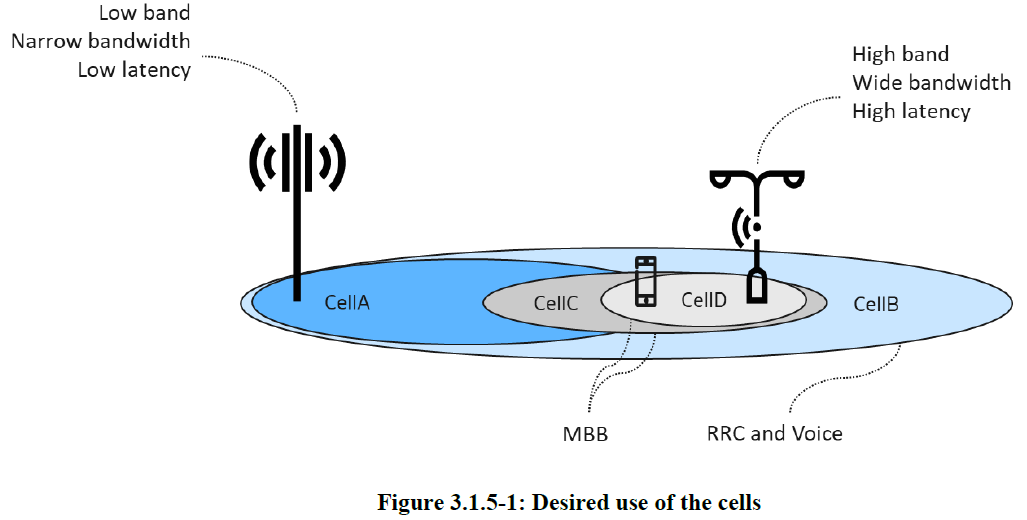 Low band
Narrow bandwidth
Low latency
High band
Wide bandwidth
High latency
CellA
CellC
CellD
CellB
MBB
RRC and Voice
Figure 3.1.5-1: Desired use of the cells